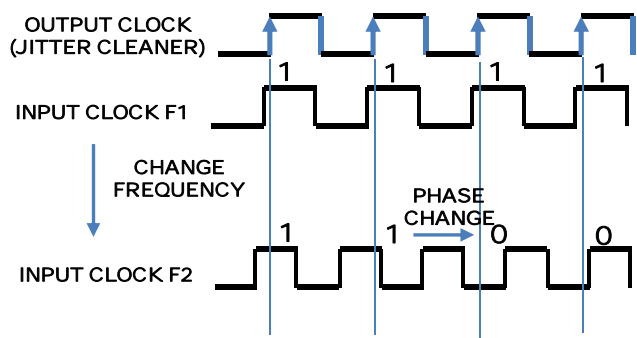 OUTPUT CLOCK
(JITTER CLEANER)
1 1 1 1
INPUT CLOCK F1
CHANGE
FREQUENCY
PHASE
CHANGE
1 1 0 0
INPUT CLOCK F2